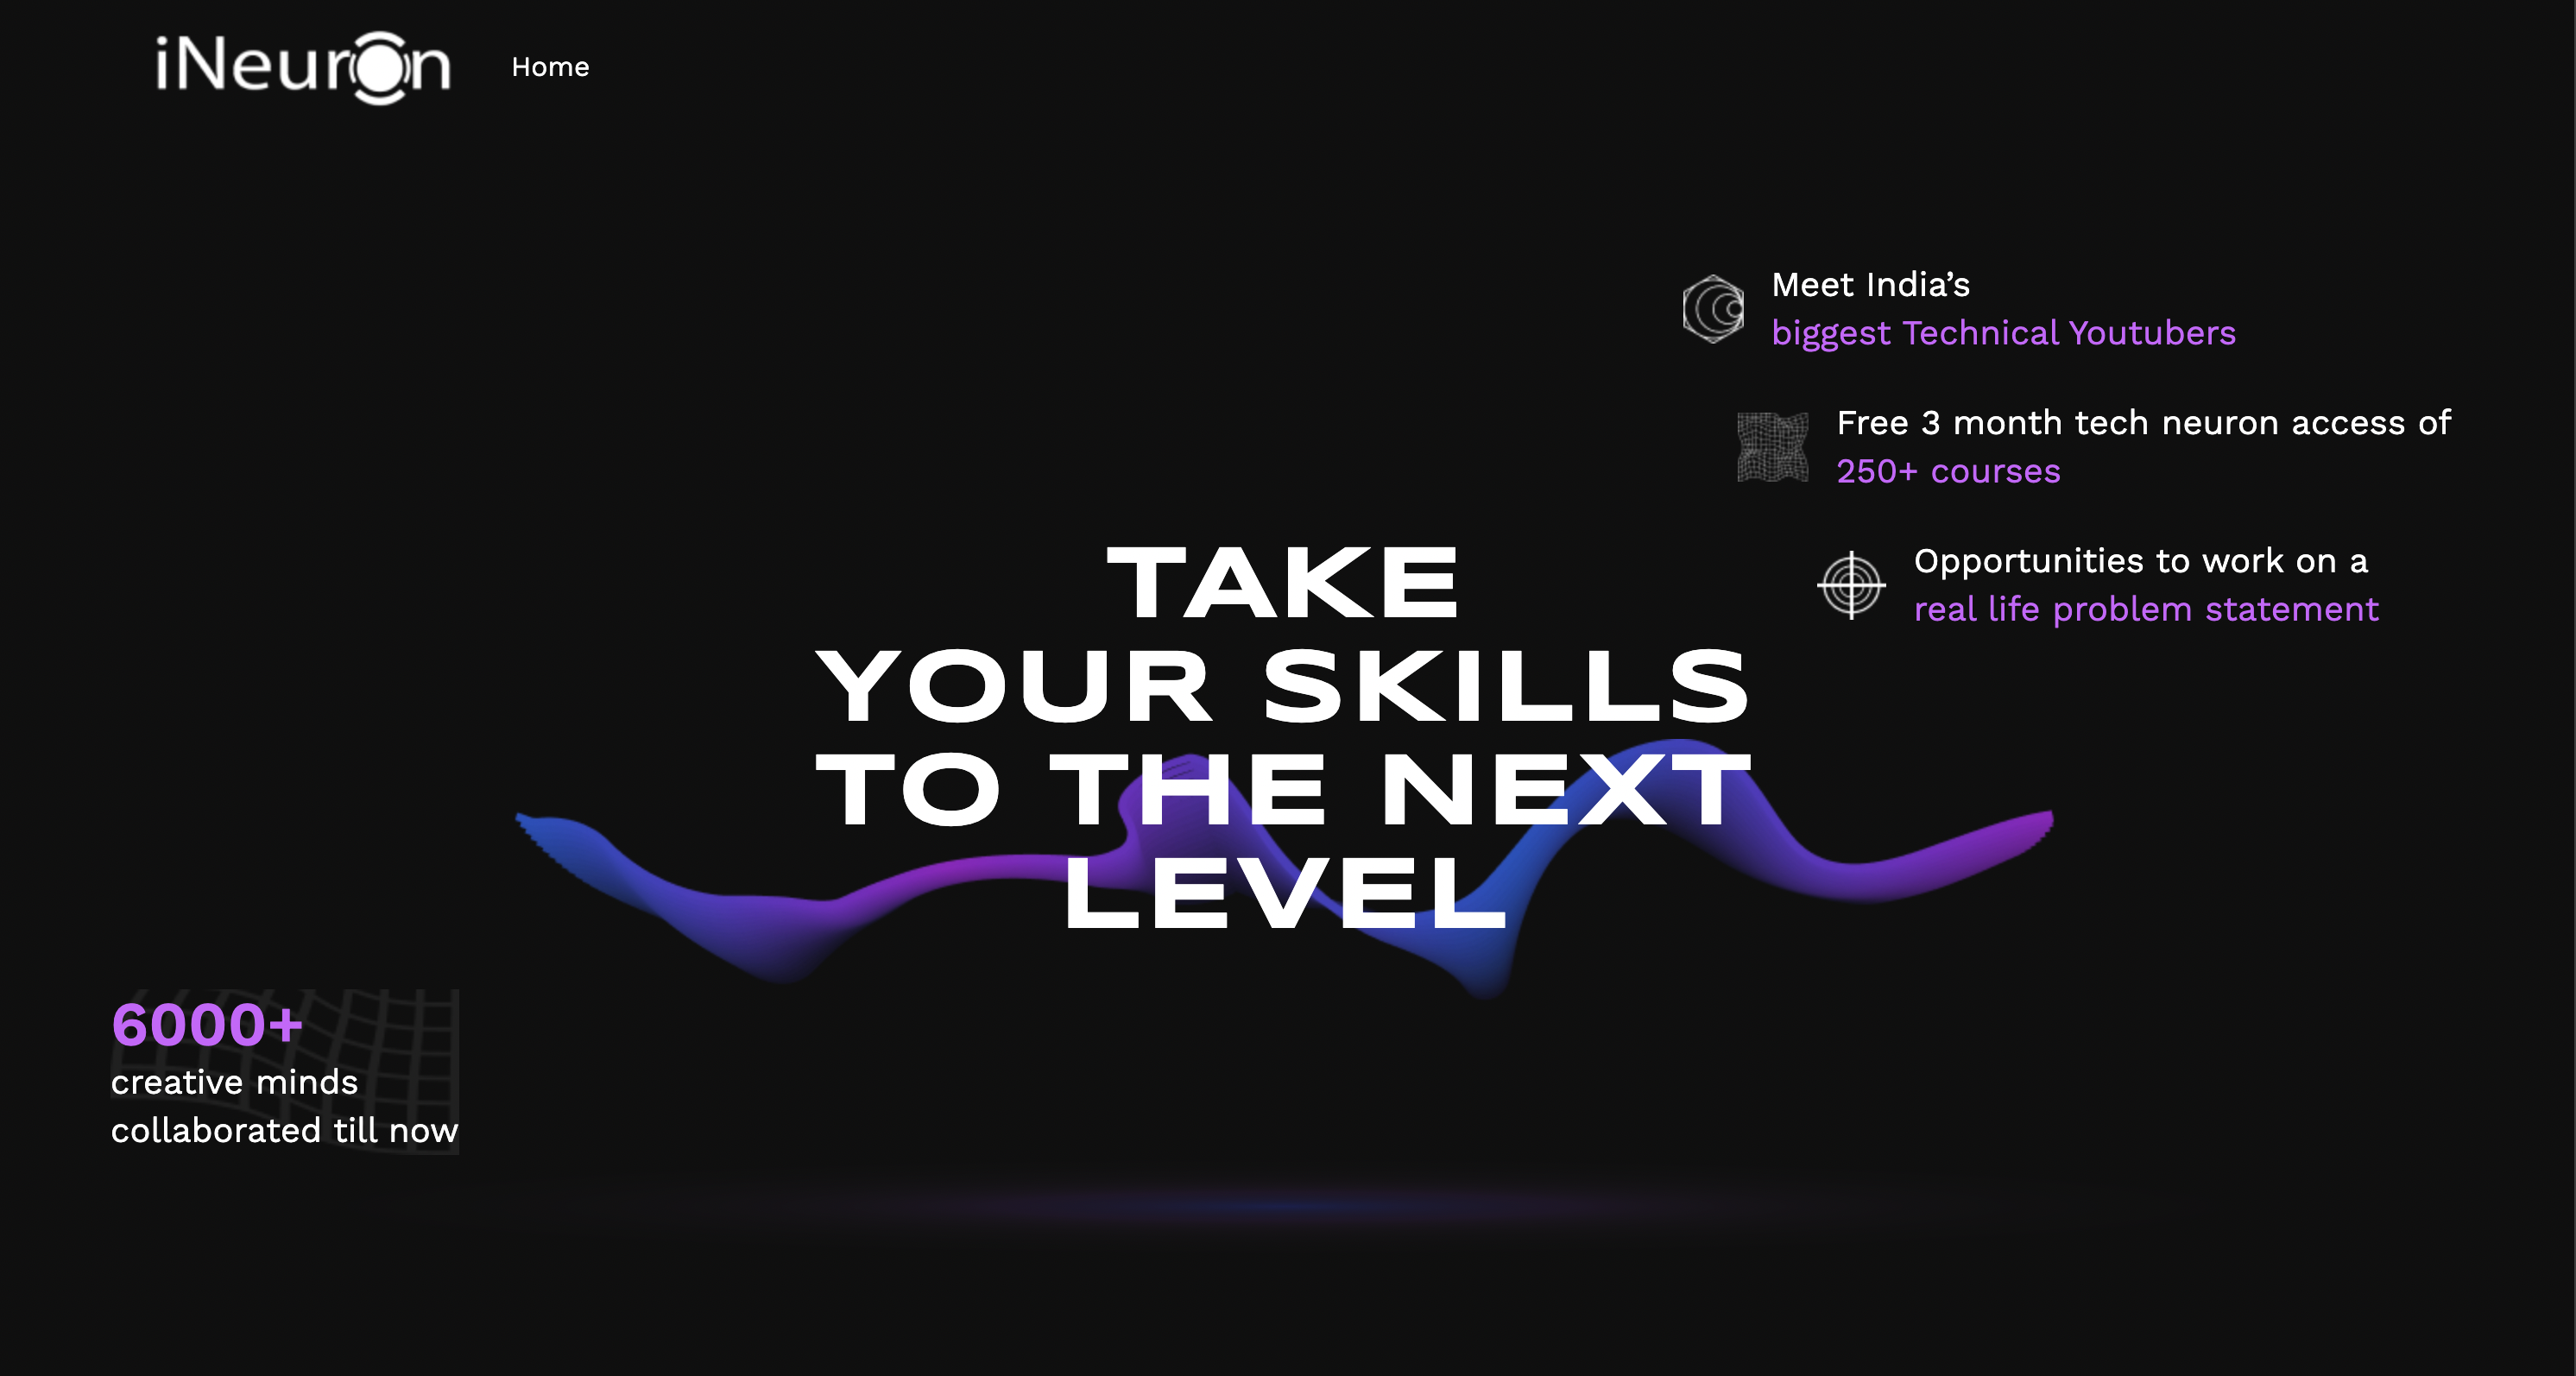 iNeuron
Home
Meet India’s
biggest Technical Youtubers
Free 3 month tech neuron access of
250+ courses
Opportunities to work on a
real life problem statement
TAKE
YOUR SKILLS
TO THE NEXT
LEVEL
6000+
creative minds
collaborated till now